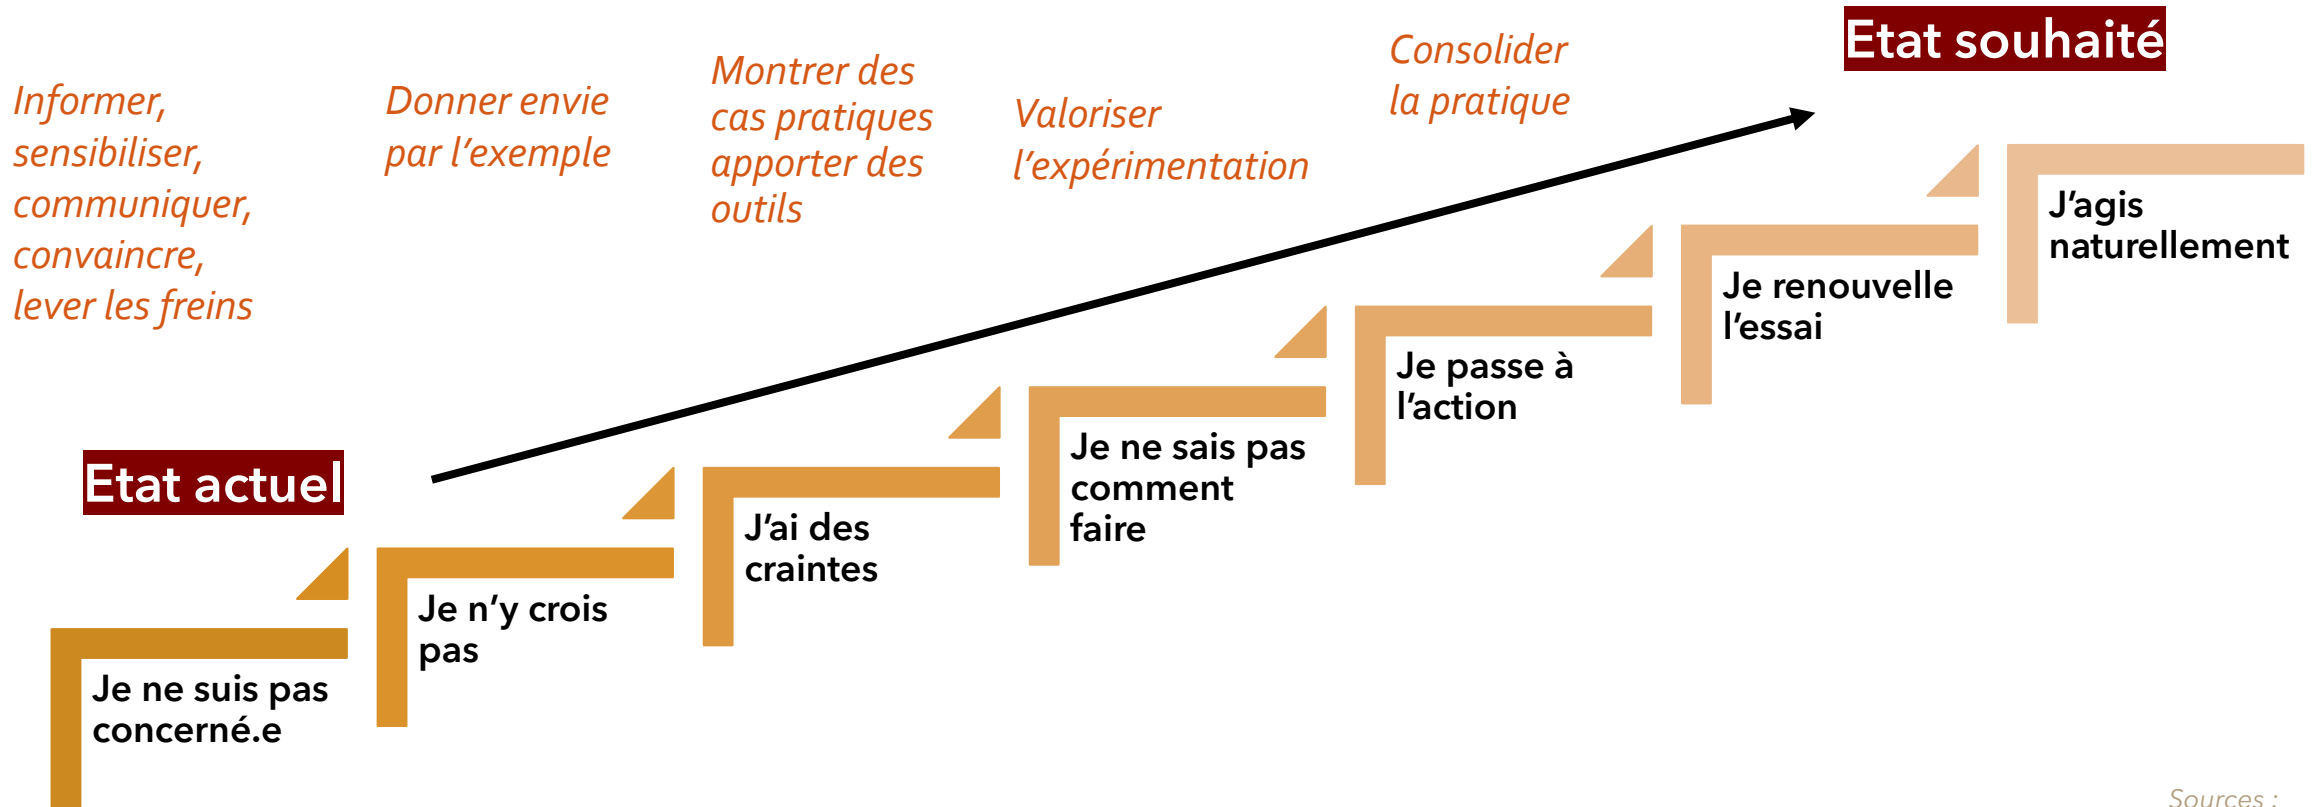 Informer,
sensibiliser,
communiquer,
convaincre,
lever les freins
Donner envie
par l’exemple
Montrer des
cas pratiques
apporter des
outils
Valoriser
l’expérimentation
Consolider
la pratique
Etat souhaité
Etat actuel
Je ne suis pas
concerné.e
Je n’y crois
pas
J’ai des
craintes
Je ne sais pas
comment
faire
Je passe à
l’action
Je renouvelle
l’essai
J’agis
naturellement
Sources :